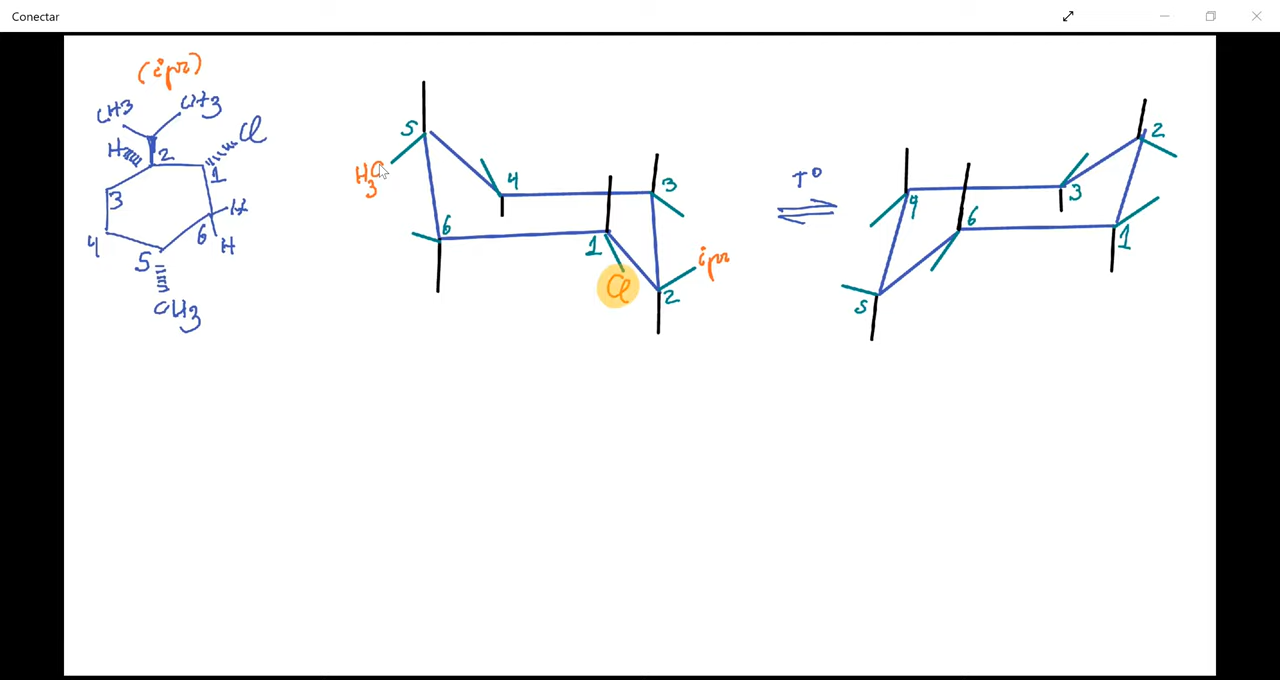 Conectar
(ipr)
CH3 CH3
H 2 Cl
3 1
4 6 H
5 H
CH3
5
H3C
4 3
6 1 ipr
Cl 2
T°
2
4 3
6 1
5